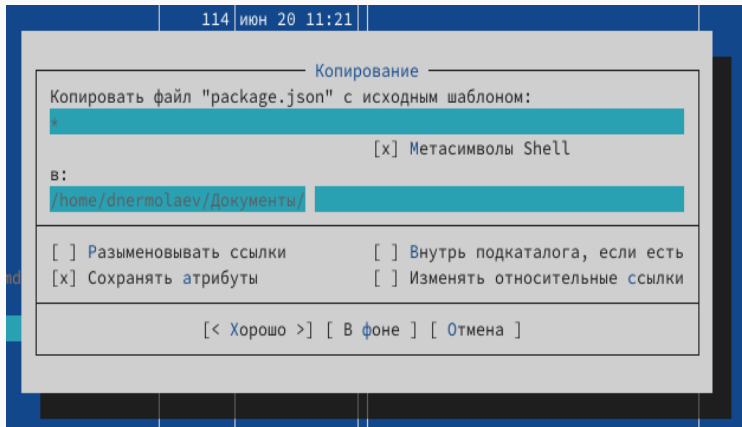 114 июн 20 11:21
Копирование
Копировать файл "package.json" с исходным шаблоном:
*
[x] Метасимволы Shell
в:
/home/dnermolaev/Документы/
[ ] Разыменовывать ссылки [ ] Внутрь подкаталога, если есть
md
[x] Сохранять атрибуты [ ] Изменять относительные ссылки
[< Хорошо >] [ В фоне ] [ Отмена ]